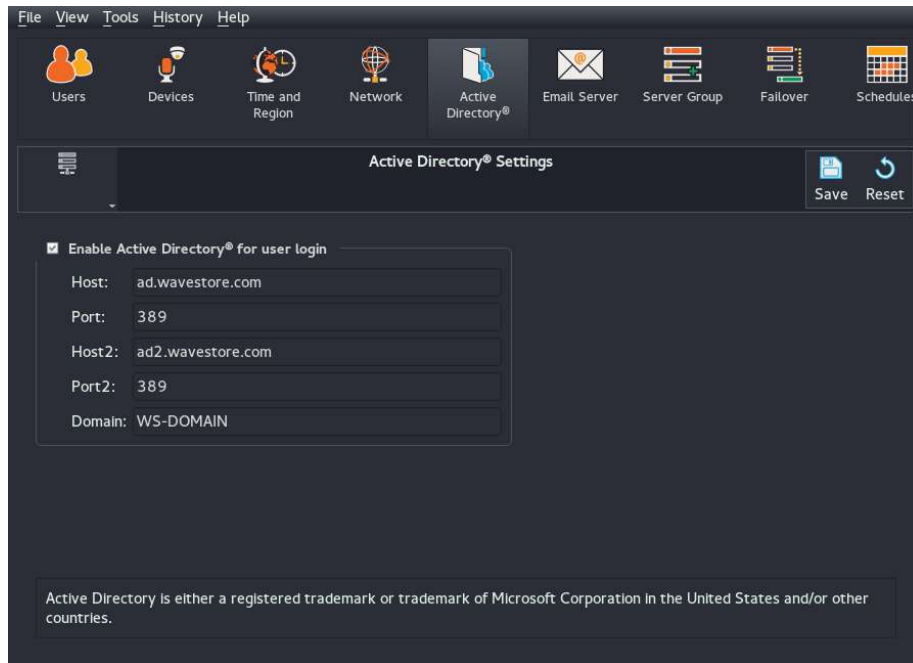 File View Tools History Help
Users
Devices
Time and
Region
Network
Active
Directory®
Email Server
Server Group
Failover
Schedules
Active Directory® Settings
Save
Reset
Enable Active Directory® for user login
Host: ad.wavestore.com
Port: 389
Host2: ad2.wavestore.com
Port2: 389
Domain: WS-DOMAIN
Active Directory is either a registered trademark or trademark of Microsoft Corporation in the United States and/or other
countries.